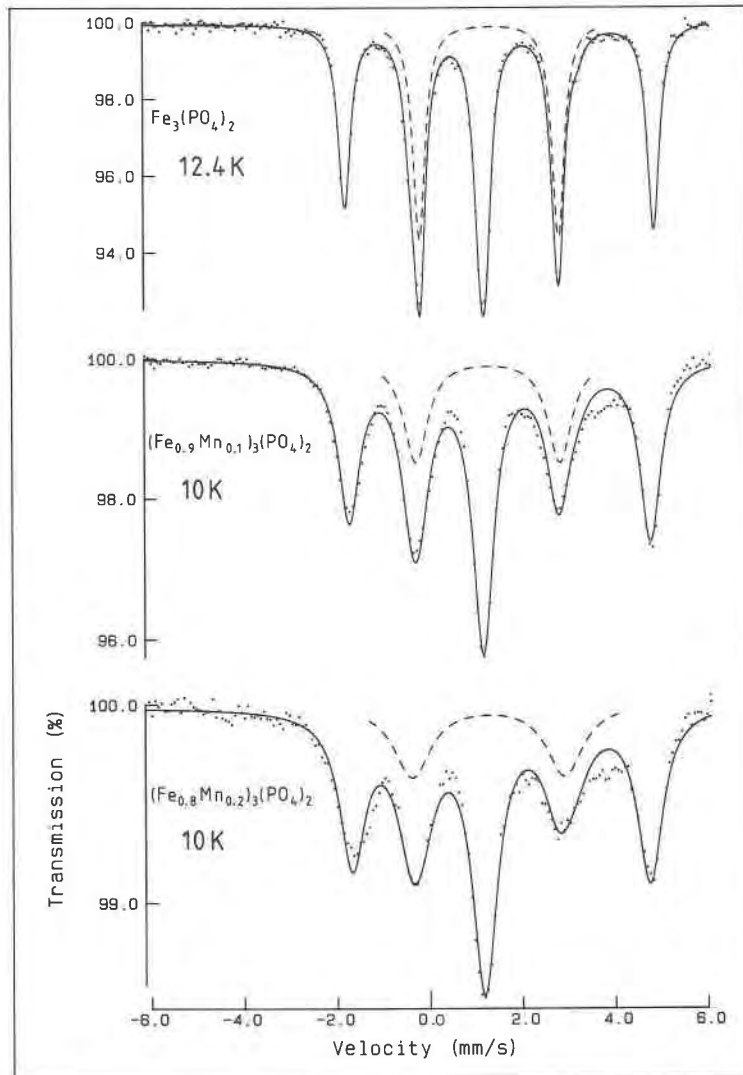 100.0
98.0
96.0
94.0
Fe₃(PO₄)₂
12.4K
100.0
98.0
96.0
(Fe₀.₉Mn₀.₁)₃(PO₄)₂
10K
100.0
99.0
(Fe₀.₈Mn₀.₂)₃(PO₄)₂
10K
Transmission (%)
-6.0 -4.0 -2.0 0.0 2.0 4.0 6.0
Velocity (mm/s)